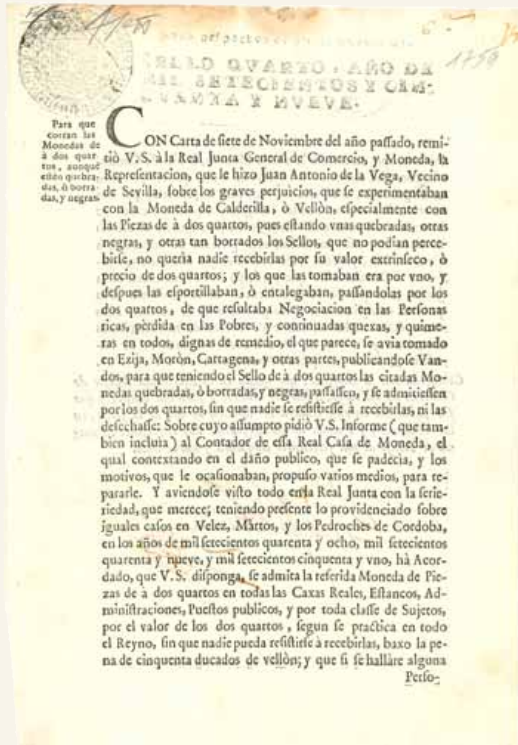 SELLO QUARTO, AÑO DE
MIL SETECIENTOS Y CIN-
QUENTA Y NUEVE.
1759
Para que
corran las
Monedas de
à dos quar-
tos, aunque
estén quebra-
das, ò borra-
das, y negras.
CON Carta de siete de Noviembre del año passado, remi-
tiò V.S. à la Real Junta General de Comercio, y Moneda, la
Representacion, que le hizo Juan Antonio de la Vega, Vecino
de Sevilla, sobre los graves perjuicios, que se experimentaban
con la Moneda de Calderilla, ò Vellòn, especialmente con
las Piezas de à dos quartos, pues estando vnas quebradas, otras
negras, y otras tan borrados los Sellos, que no podian perce-
birse, no queria nadie recebirlas por su valor extrinseco, ò
precio de dos quartos; y los que las tomaban era por vno, y
despues las esportillaban, ò entalegaban, passandolas por los
dos quartos, de que resultaba Negociacion en las Personas
ricas, pèrdida en las Pobres, y continuadas quexas, y quime-
ras en todos, dignas de remedio, el que parece, se avia tomado
en Ezija, Moròn, Cartagena, y otras partes, publicandose Van-
dos, para que teniendo el Sello de à dos quartos las citadas Mo-
nedas quebradas, ò borradas, y negras, passassen, y se admitiessen
por los dos quartos, sin que nadie se resistiesse à recebirlas, ni las
desechasse: Sobre cuyo assumpto pidiò V.S. Informe (que tam-
bien incluia) al Contador de essa Real Casa de Moneda, el
qual contextando en el daño publico, que se padecia, y los
motivos, que le ocasionaban, propuso varios medios, para re-
pararle. Y aviendose visto todo en la Real Junta con la serie-
riedad, que merece; teniendo presente lo providenciado sobre
iguales casos en Velez, Martos, y los Pedroches de Cordoba,
en los años de mil setecientos quarenta y ocho, mil setecientos
quarenta y nueve, y mil setecientos cinquenta y vno, hà Acor-
dado, que V.S. disponga, se admita la referida Moneda de Pie-
zas de à dos quartos en todas las Caxas Reales, Estancos, Ad-
ministraciones, Puestos publicos, y por toda classe de Sujetos,
por el valor de los dos quartos, segun se practica en todo
el Reyno, sin que nadie pueda resistirse à recebirlas, baxo la pe-
na de cinquenta ducados de vellòn; y que si se hallàre alguna
Perso-